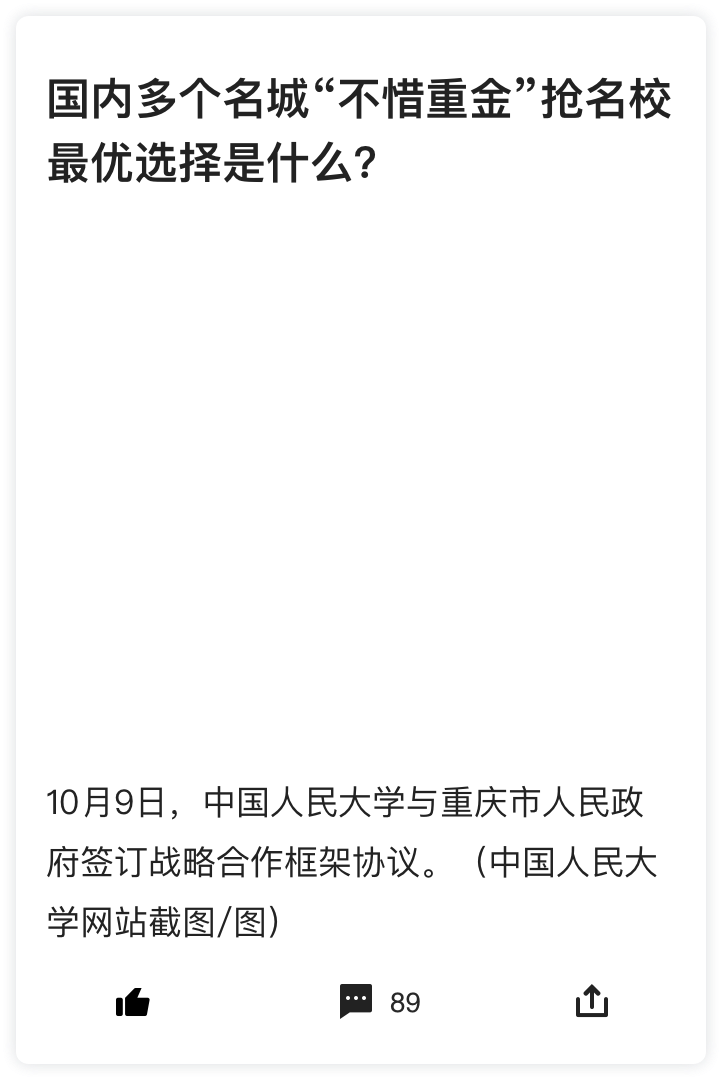 国内多个名城“不惜重金”抢名校
最优选择是什么？
10月9日，中国人民大学与重庆市人民政
府签订战略合作框架协议。（中国人民大
学网站截图/图）
89